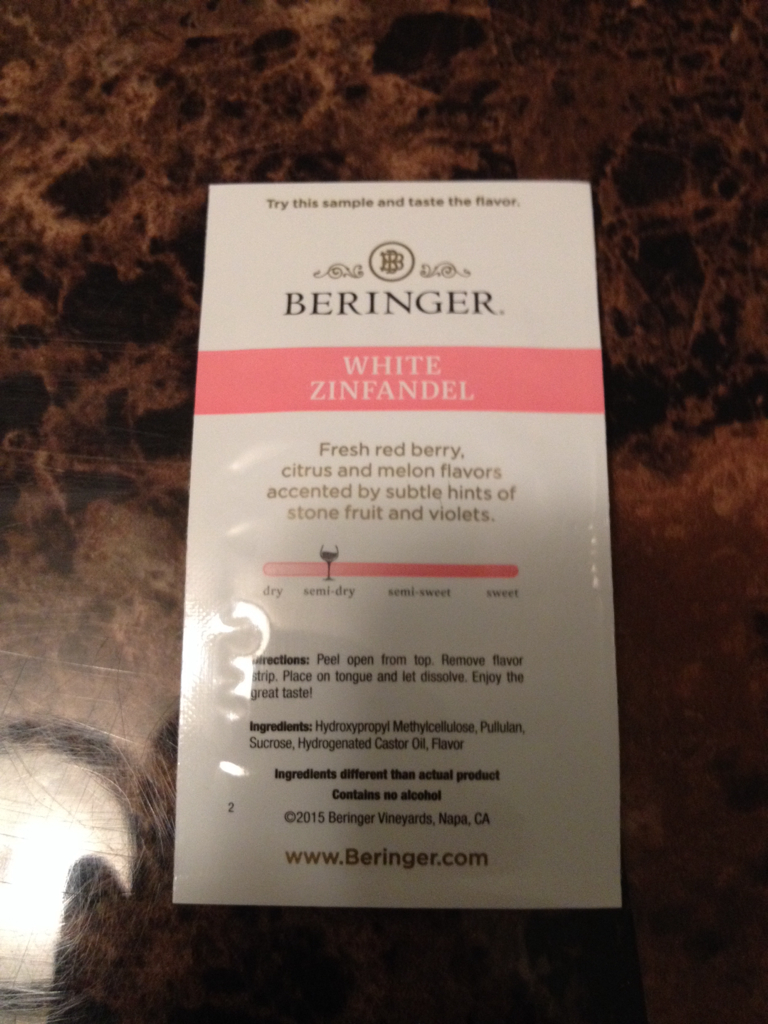 Try this sample and taste the flavor.
BB
BERINGER.
WHITE
ZINFANDEL
Fresh red berry,
citrus and melon flavors
accented by subtle hints of
stone fruit and violets.
dry semi-dry semi-sweet sweet
Directions: Peel open from top. Remove flavor
strip. Place on tongue and let dissolve. Enjoy the
great taste!
Ingredients: Hydroxypropyl Methylcellulose, Pullulan,
Sucrose, Hydrogenated Castor Oil, Flavor
Ingredients different than actual product
Contains no alcohol
2
©2015 Beringer Vineyards, Napa, CA
www.Beringer.com